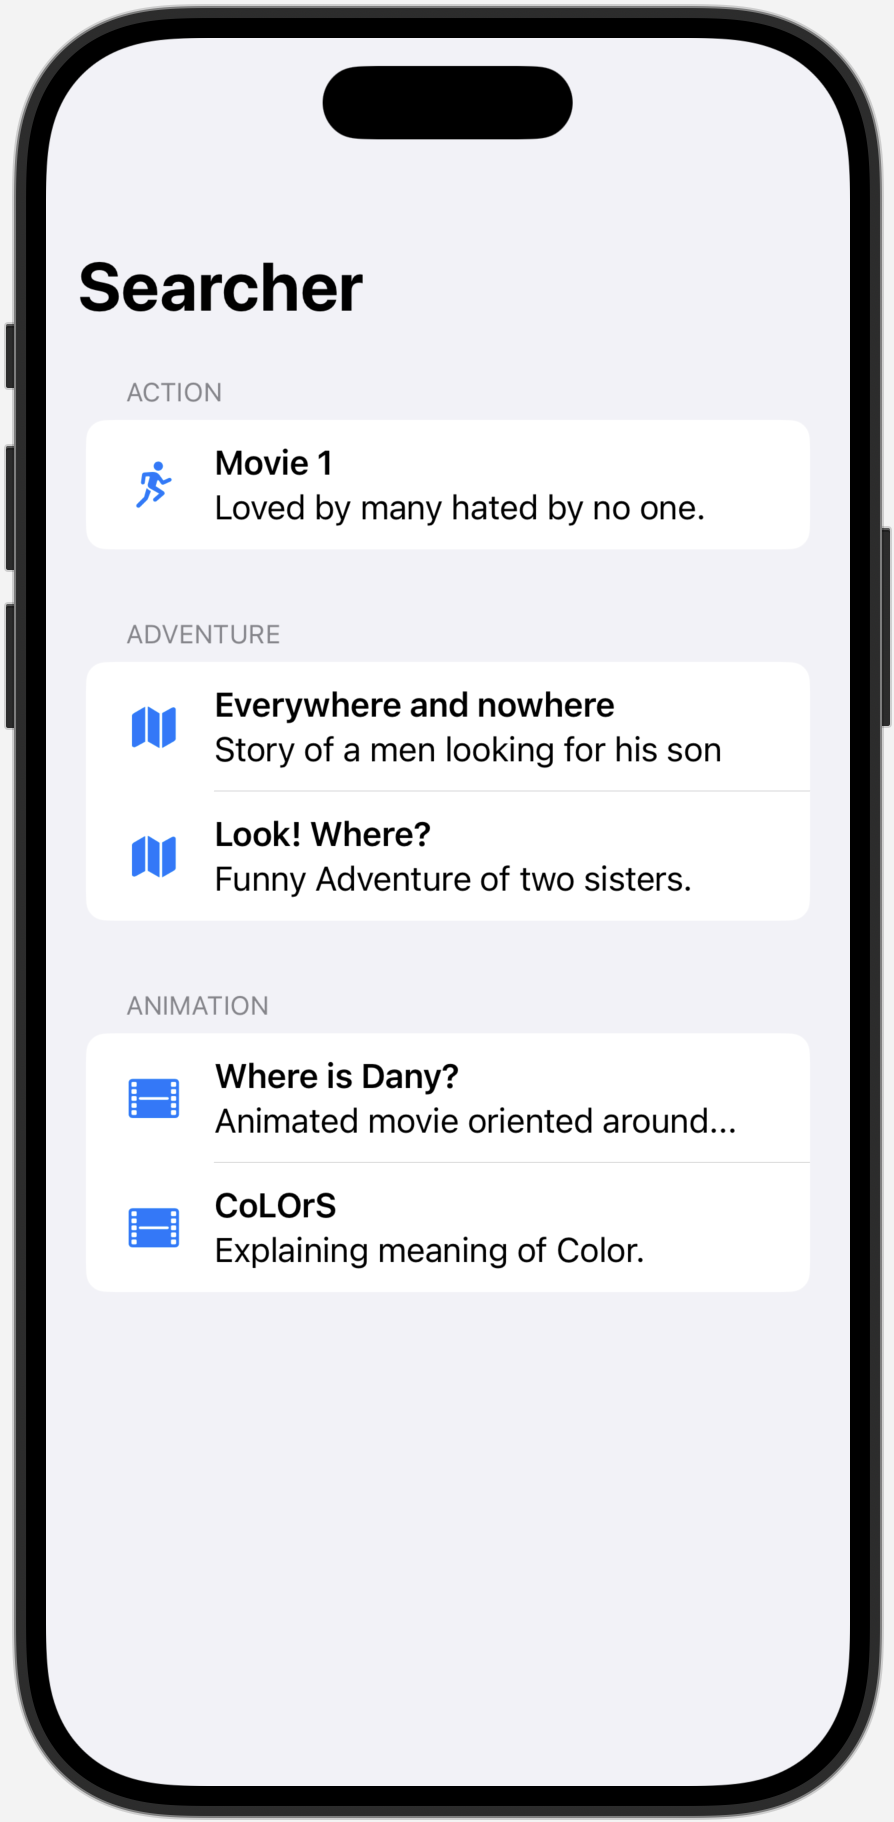 Searcher
ACTION
Movie 1
Loved by many hated by no one.
ADVENTURE
Everywhere and nowhere
Story of a men looking for his son
Look! Where?
Funny Adventure of two sisters.
ANIMATION
Where is Dany?
Animated movie oriented around...
CoLOrS
Explaining meaning of Color.